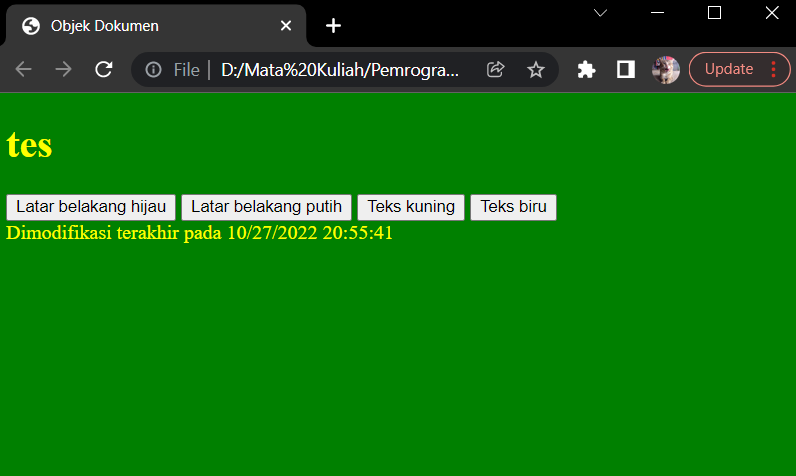 Objek Dokumen
File D:/Mata%20Kuliah/Pemrogra... Update
tes
Latar belakang hijau Latar belakang putih Teks kuning Teks biru
Dimodifikasi terakhir pada 10/27/2022 20:55:41